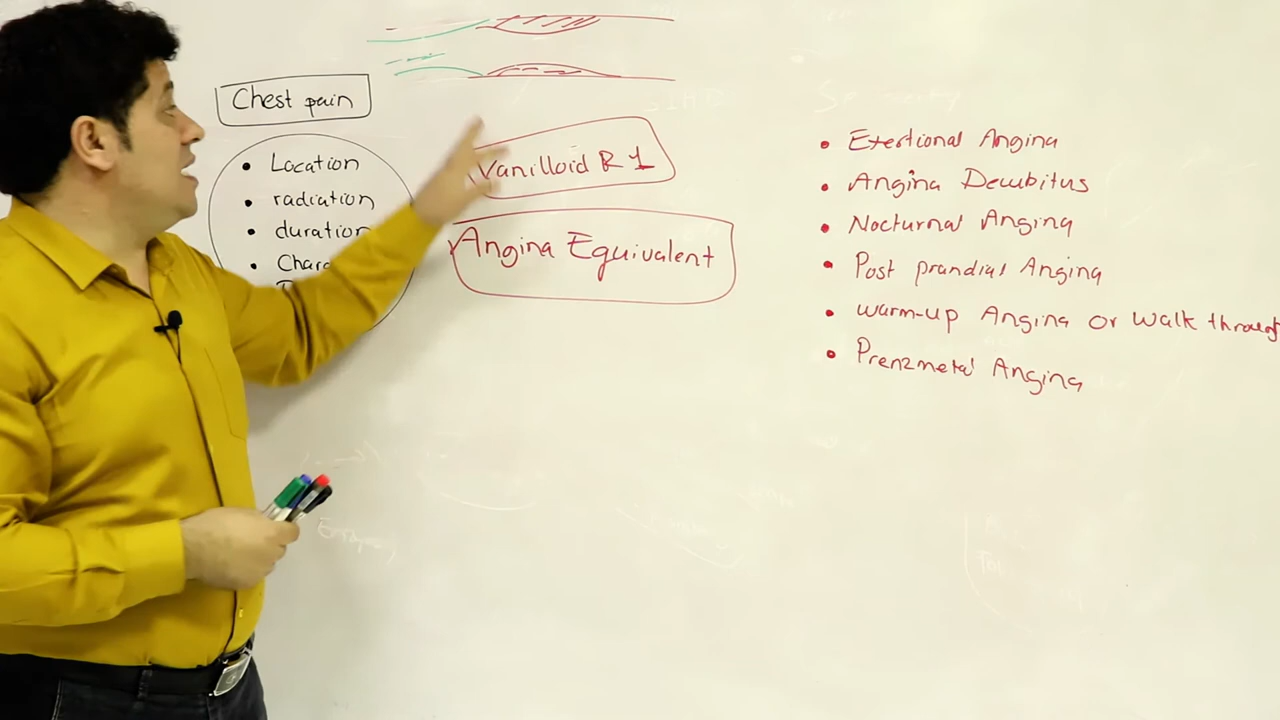 Chest pain
• Location
• radiation
• duration
• Char
Vanilloid R 1
Angina Equivalent
• Exertional Angina
• Angina Decubitus
• Nocturnal Angina
• Post prandial Angina
• Warm-up Angina or Walk through
• Prenzmetal Angina